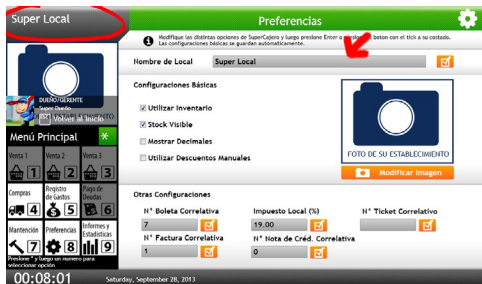 Super Local
Preferencias
Modifique las distintas opciones de SuperCajero y luego presione Enter o
boton con el tick a su costado.
Las configuraciones básicas se guardan automaticamente.
Nombre de Local
Super Local
Configuraciones Básicas
Utilizar Inventario
Stock Visible
Mostrar Decimales
Utilizar Descuentos Manuales
FOTO DE SU ESTABLECIMIENTO
Modificar Imagen
DUEÑO/GERENTE
Super Dueño
ESC Volver al Inicio
Menú Principal *
Venta 1 Venta 2 Venta 3
1 2 3
Compras Registro de Gastos Pago de Deudas
4 5 6
Mantención Preferencias Informes y Estadísticas
7 8 9
Presione * y luego un numero para
seleccionar opción
Otras Configuraciones
N° Boleta Correlativa Impuesto Local (%) N° Ticket Correlativo
7 19.00
N° Factura Correlativa N° Nota de Créd. Correlativa
1 0
00:08:01 Saturday, September 28, 2013